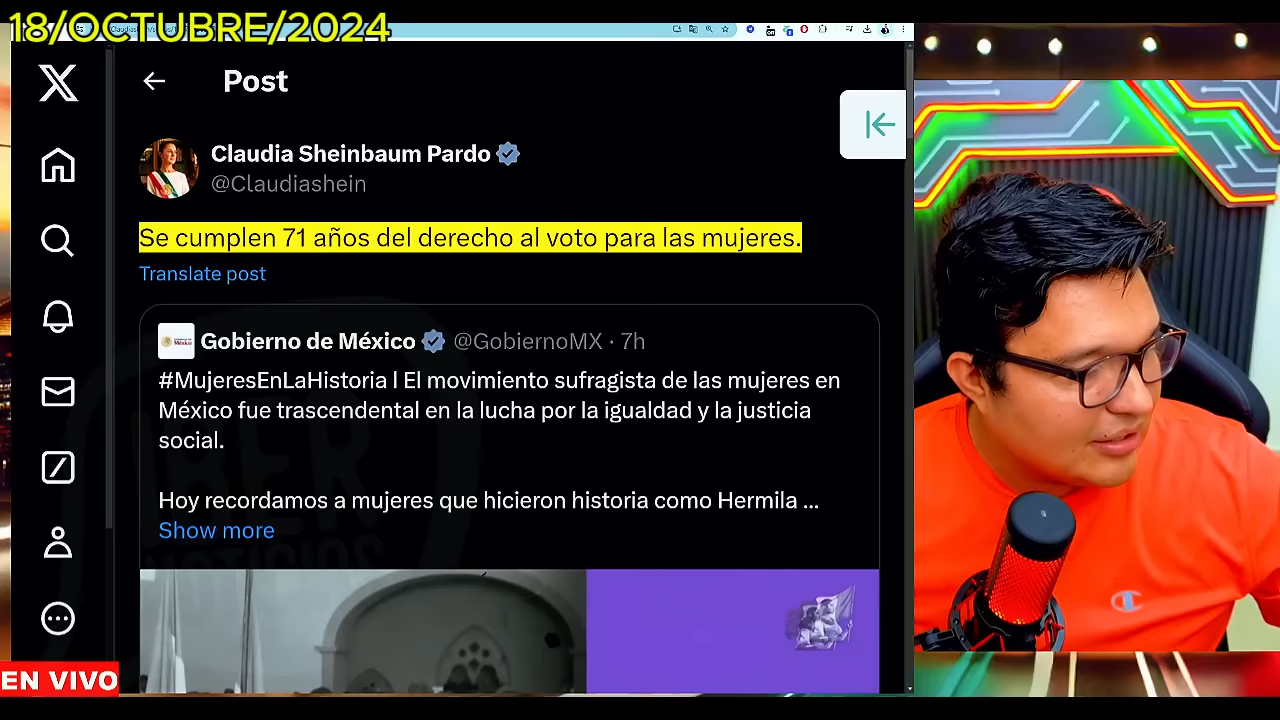 18/OCTUBRE/2024
Post
Claudia Sheinbaum Pardo
@Claudiashein
Se cumplen 71 años del derecho al voto para las mujeres.
Translate post
Gobierno de México @GobiernoMX · 7h
#MujeresEnLaHistoria l El movimiento sufragista de las mujeres en
México fue trascendental en la lucha por la igualdad y la justicia
social.
Hoy recordamos a mujeres que hicieron historia como Hermila ...
Show more
EN VIVO